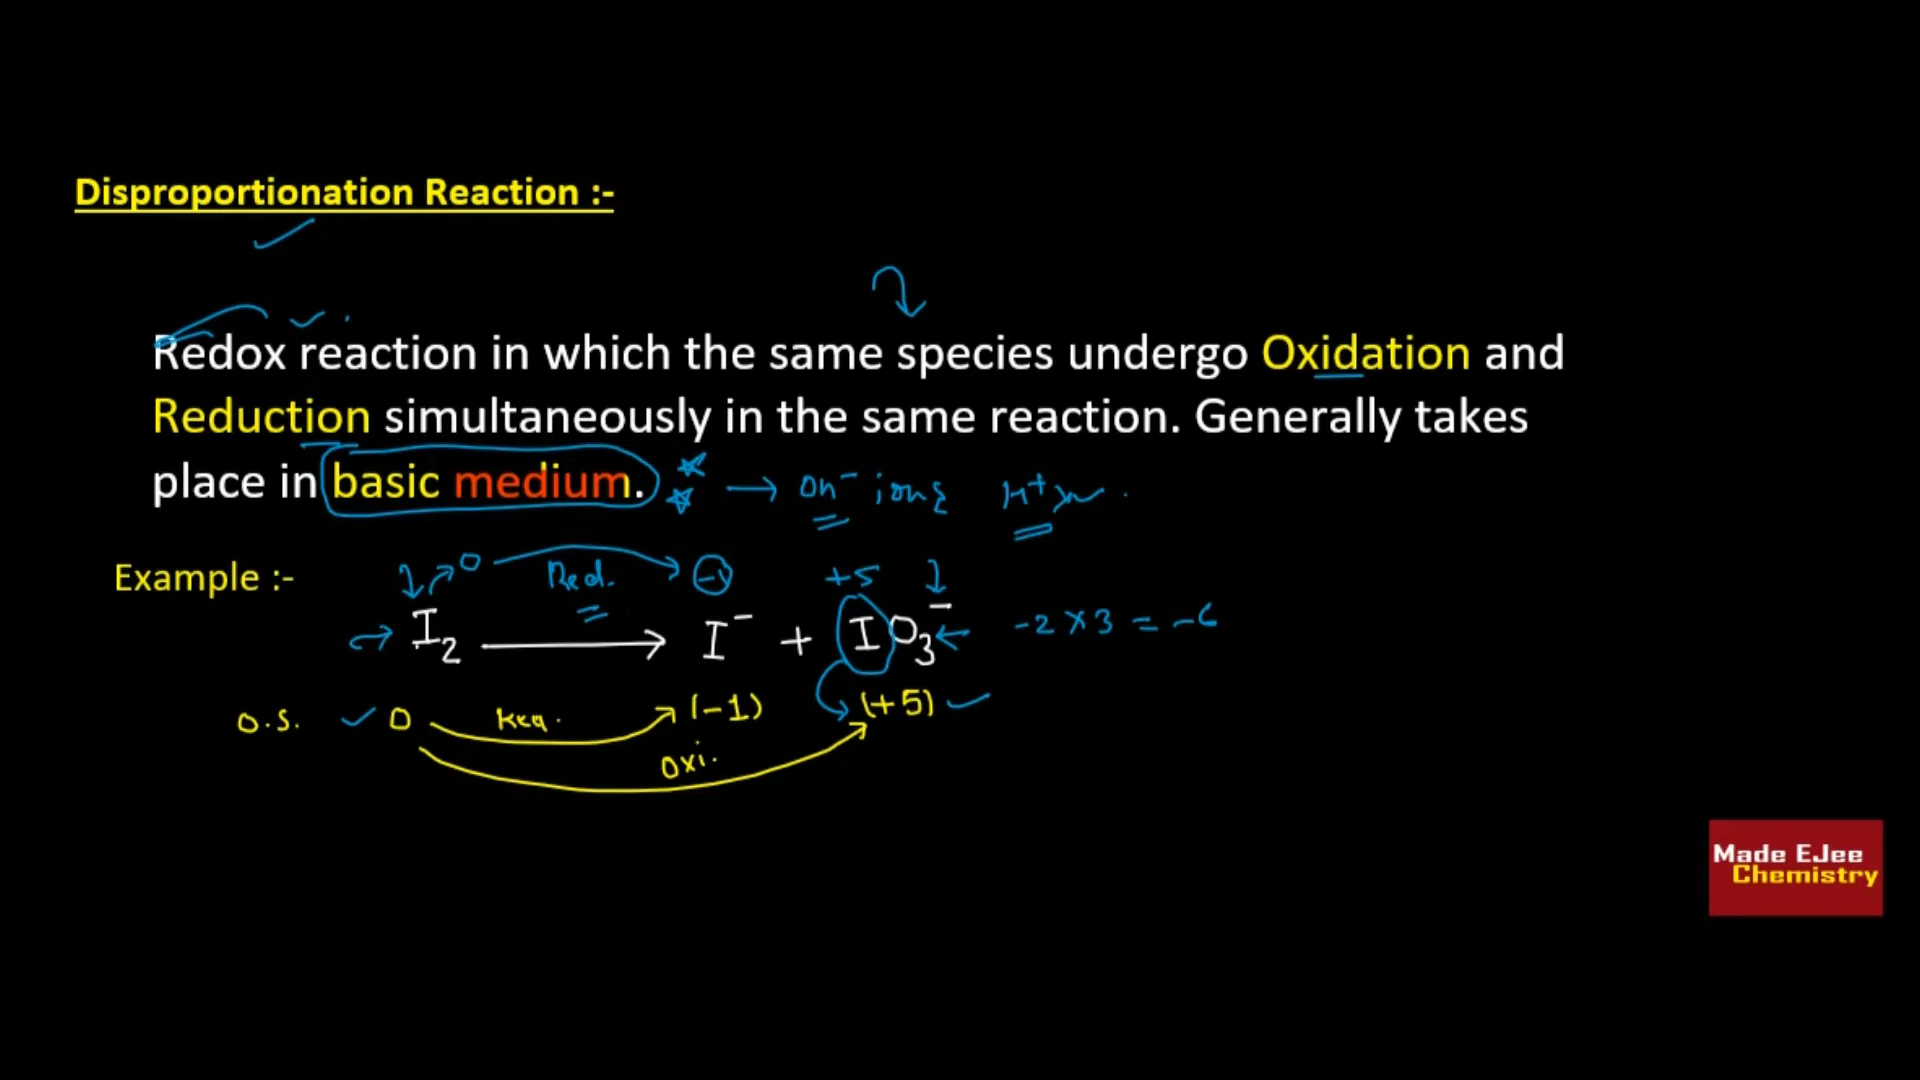 Disproportionation Reaction :-
Redox reaction in which the same species undergo Oxidation and
Reduction simultaneously in the same reaction. Generally takes
place in basic medium. → OH⁻ ions H⁺
Example :- 0 Red. -1 +5
I₂ → I⁻ + IO₃⁻ -2 × 3 = -6
O.S. 0 Red. (-1) (+5)
Oxi.
Made EJee
Chemistry